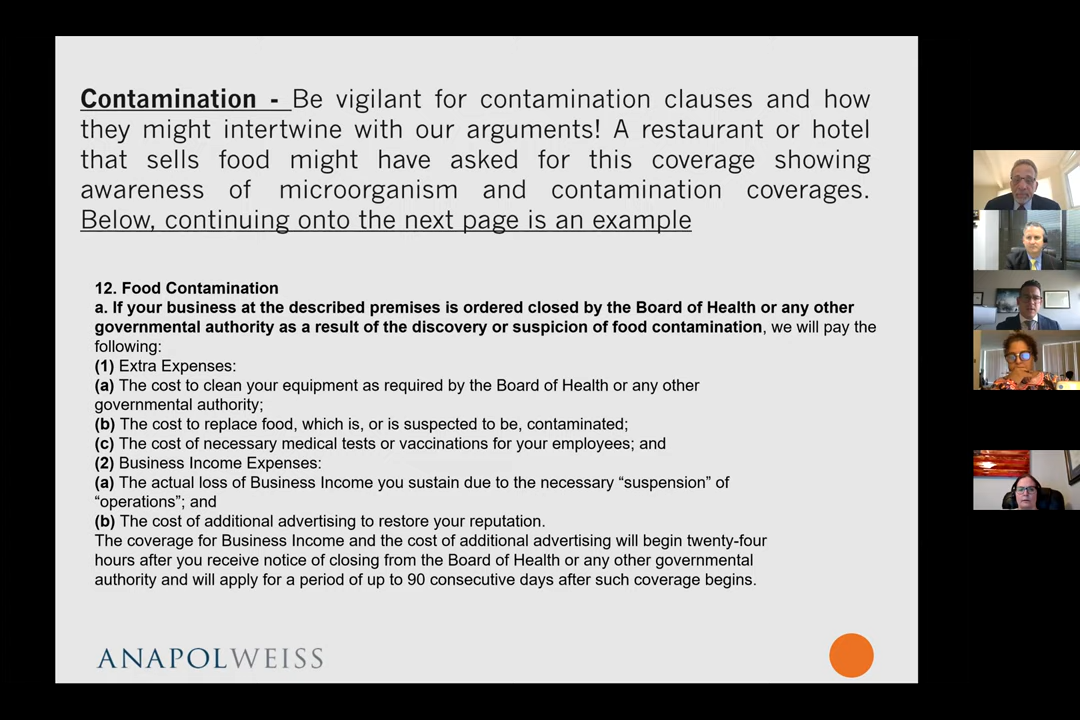 Contamination - Be vigilant for contamination clauses and how
they might intertwine with our arguments! A restaurant or hotel
that sells food might have asked for this coverage showing
awareness of microorganism and contamination coverages.
Below, continuing onto the next page is an example
12. Food Contamination
a. If your business at the described premises is ordered closed by the Board of Health or any other
governmental authority as a result of the discovery or suspicion of food contamination, we will pay the
following:
(1) Extra Expenses:
(a) The cost to clean your equipment as required by the Board of Health or any other
governmental authority;
(b) The cost to replace food, which is, or is suspected to be, contaminated;
(c) The cost of necessary medical tests or vaccinations for your employees; and
(2) Business Income Expenses:
(a) The actual loss of Business Income you sustain due to the necessary “suspension” of
“operations”; and
(b) The cost of additional advertising to restore your reputation.
The coverage for Business Income and the cost of additional advertising will begin twenty-four
hours after you receive notice of closing from the Board of Health or any other governmental
authority and will apply for a period of up to 90 consecutive days after such coverage begins.
ANAPOLWEISS